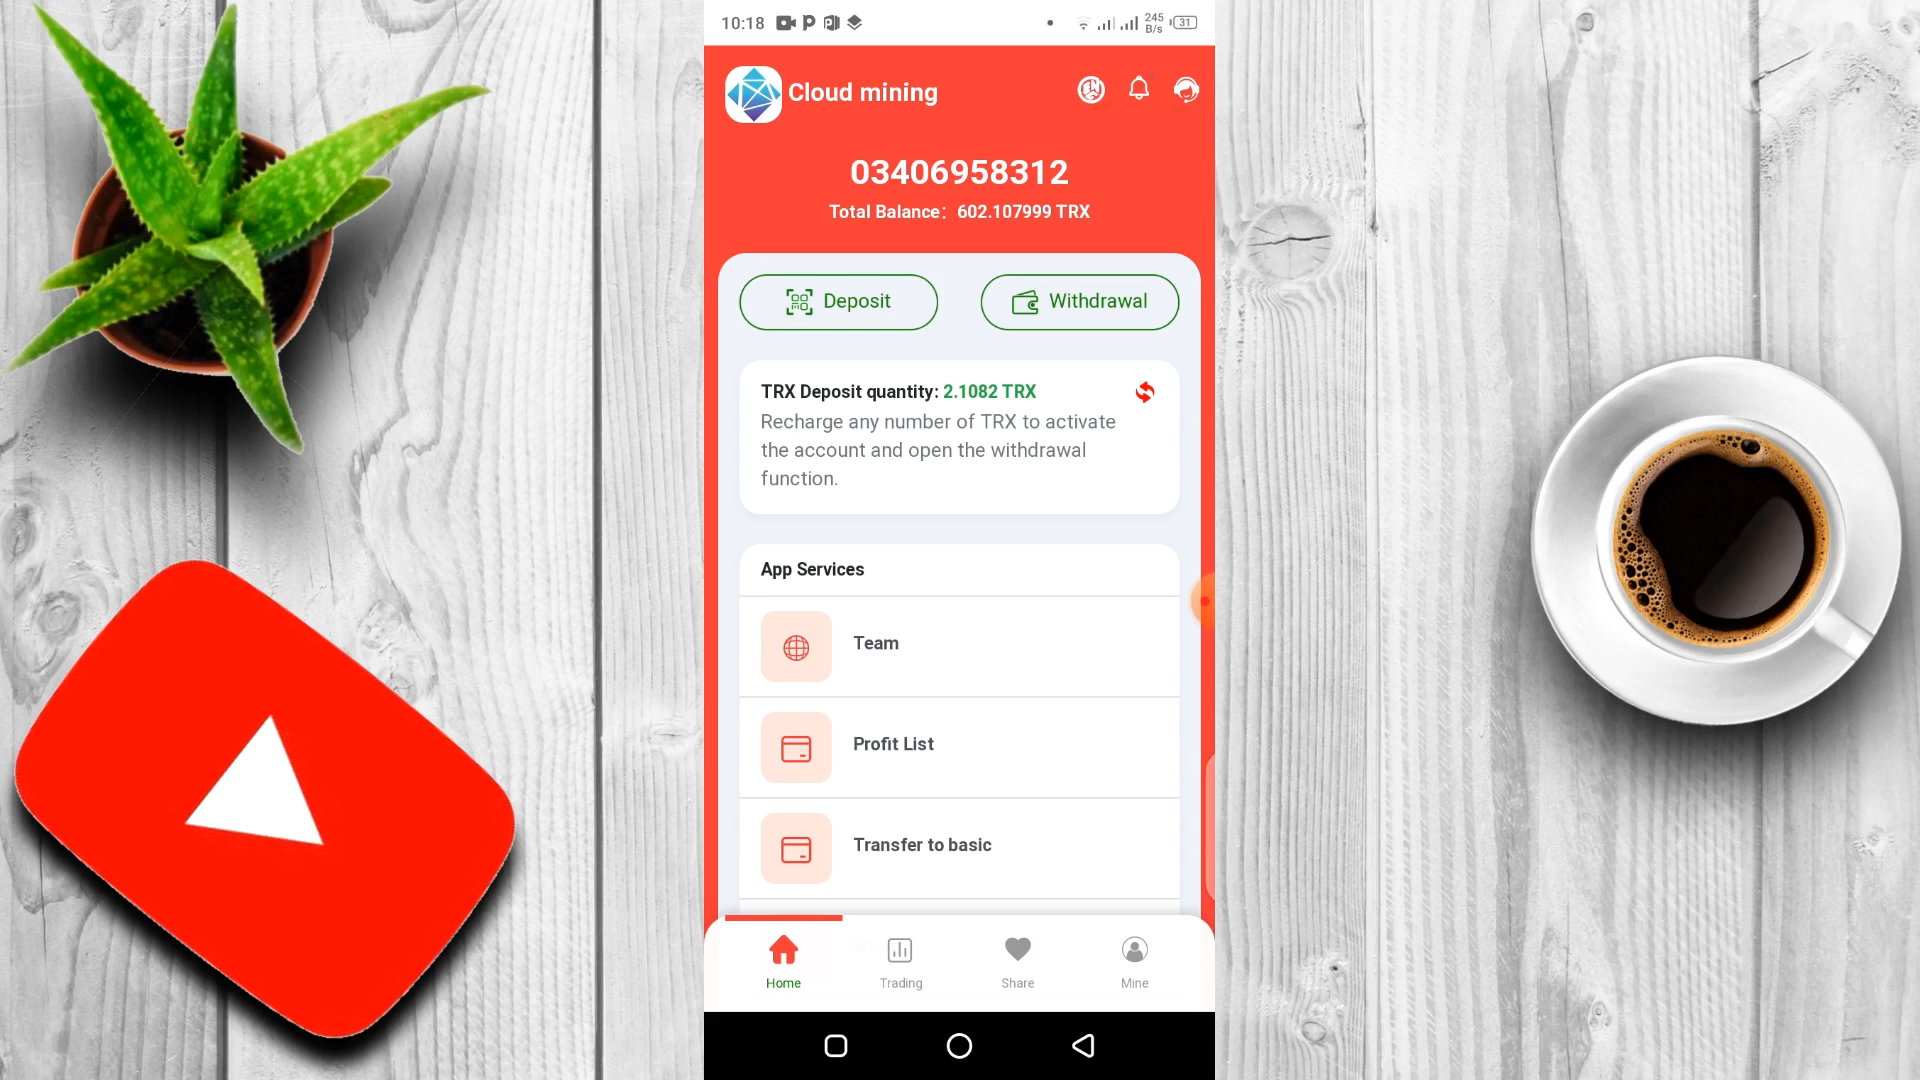 10:18
245
B/s
31
Cloud mining
03406958312
Total Balance: 602.107999 TRX
Deposit
Withdrawal
TRX Deposit quantity: 2.1082 TRX
Recharge any number of TRX to activate
the account and open the withdrawal
function.
App Services
Team
Profit List
Transfer to basic
Home
Trading
Share
Mine